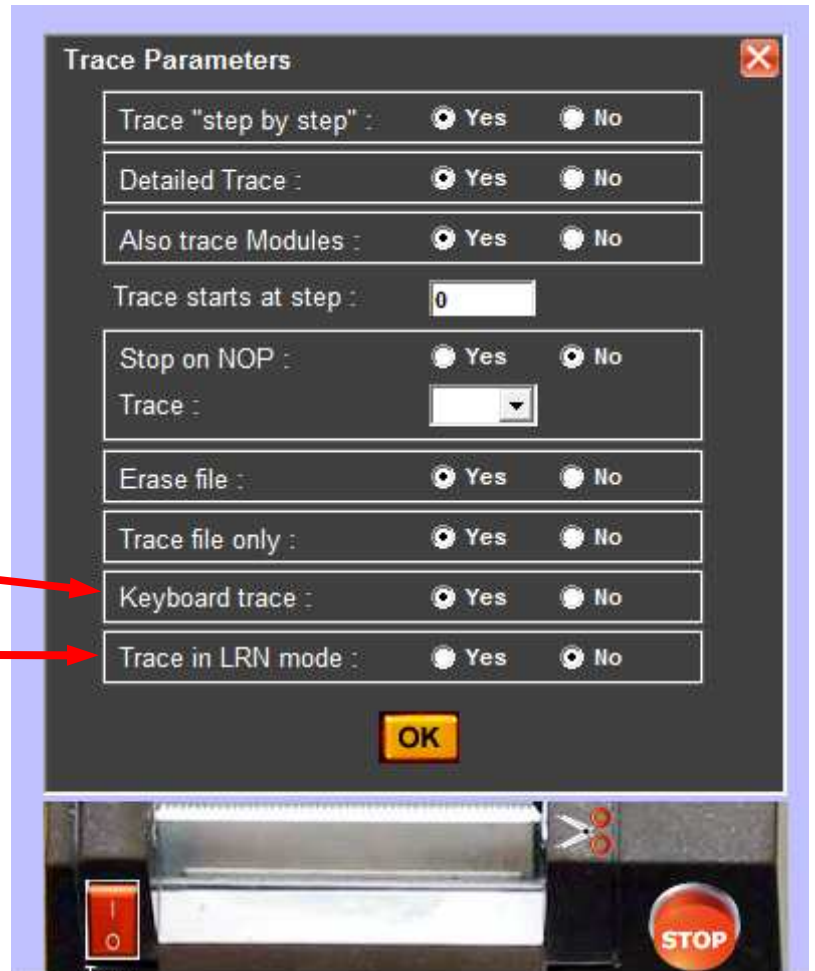 Trace Parameters
Trace "step by step" : Yes No
Detailed Trace : Yes No
Also trace Modules : Yes No
Trace starts at step : 0
Stop on NOP : Yes No
Trace :
Erase file : Yes No
Trace file only : Yes No
Keyboard trace : Yes No
Trace in LRN mode : Yes No
OK
I
O
STOP